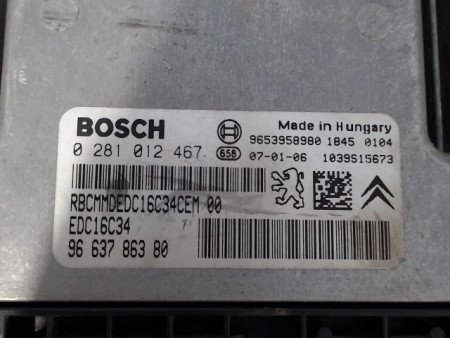 BOSCH
Made in Hungary
9653958980 1845 0104
0 281 012 467 658 07-01-06 1039S15673
RBCMMDEDC16C34CEM 00
EDC16C34
96 637 863 80